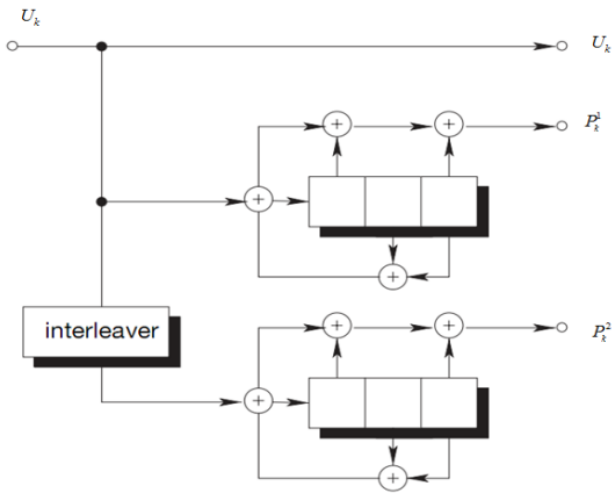 U_k
U_k
P_k^1
+
+
+
+
interleaver
+
+
P_k^2
+
+